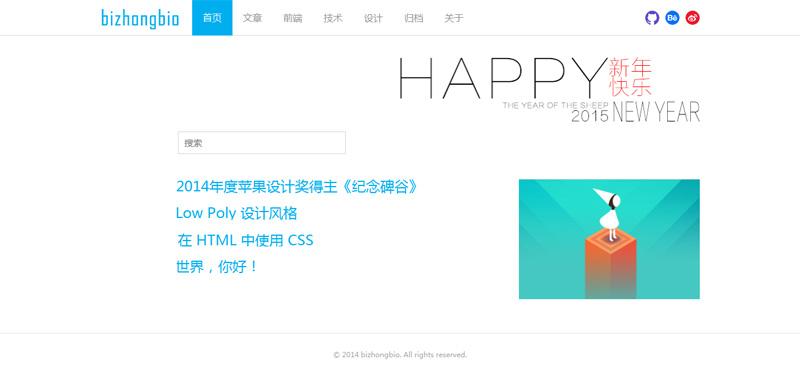 bizhongbio 首页 文章 前端 技术 设计 归档 关于
HAPPY 新年
快乐
THE YEAR OF THE SHEEP
2015 NEW YEAR
搜索
2014年度苹果设计奖得主《纪念碑谷》
Low Poly 设计风格
在 HTML 中使用 CSS
世界，你好！
© 2014 bizhongbio. All rights reserved.